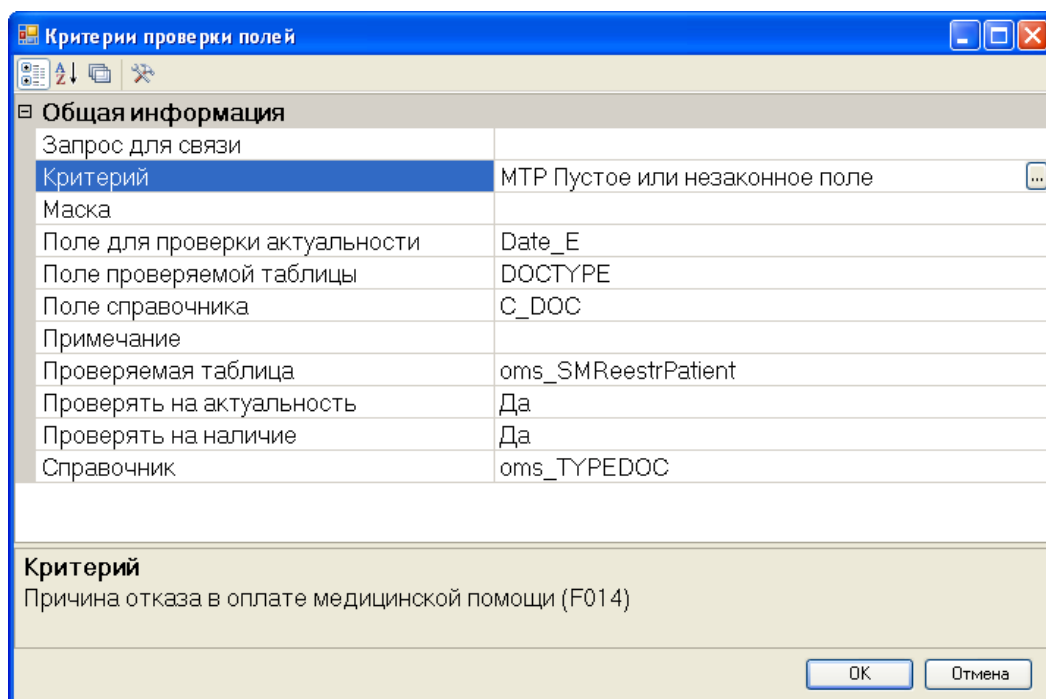 Критерии проверки полей
Общая информация
Запрос для связи
Критерий МТР Пустое или незаконное поле ...
Маска
Поле для проверки актуальности Date_E
Поле проверяемой таблицы DOCTYPE
Поле справочника C_DOC
Примечание
Проверяемая таблица oms_SMReestrPatient
Проверять на актуальность Да
Проверять на наличие Да
Справочник oms_TYPEDOC
Критерий
Причина отказа в оплате медицинской помощи (F014)
OK Отмена